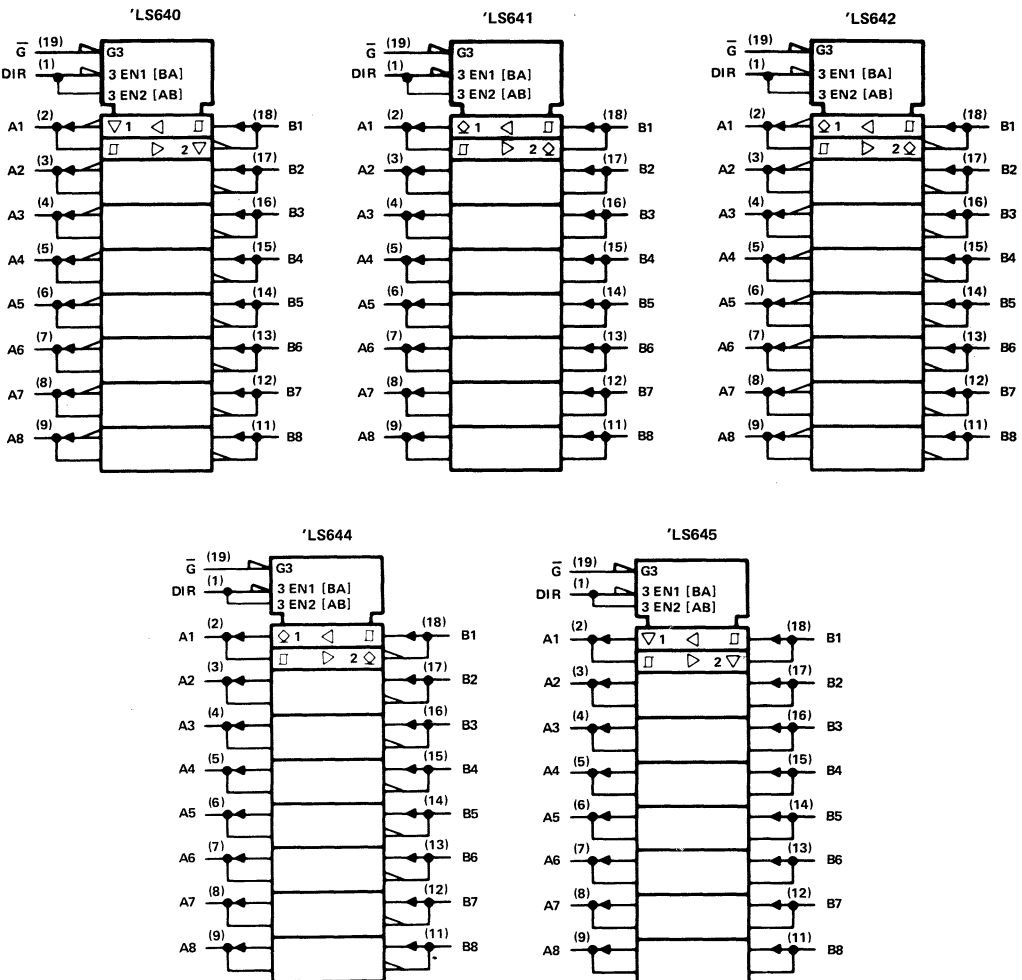 'LS640
G (19)
DIR (1)
G3
3 EN1 [BA]
3 EN2 [AB]
A1 (2) ▽ 1 ◁ (18) B1
▷ 2 ▽
A2 (3) (17) B2
A3 (4) (16) B3
A4 (5) (15) B4
A5 (6) (14) B5
A6 (7) (13) B6
A7 (8) (12) B7
A8 (9) (11) B8
'LS641
G (19)
DIR (1)
G3
3 EN1 [BA]
3 EN2 [AB]
A1 (2) 1 ◁ (18) B1
▷ 2
A2 (3) (17) B2
A3 (4) (16) B3
A4 (5) (15) B4
A5 (6) (14) B5
A6 (7) (13) B6
A7 (8) (12) B7
A8 (9) (11) B8
'LS642
G (19)
DIR (1)
G3
3 EN1 [BA]
3 EN2 [AB]
A1 (2) 1 ◁ (18) B1
▷ 2
A2 (3) (17) B2
A3 (4) (16) B3
A4 (5) (15) B4
A5 (6) (14) B5
A6 (7) (13) B6
A7 (8) (12) B7
A8 (9) (11) B8
'LS644
G (19)
DIR (1)
G3
3 EN1 [BA]
3 EN2 [AB]
A1 (2) 1 ◁ (18) B1
▷ 2
A2 (3) (17) B2
A3 (4) (16) B3
A4 (5) (15) B4
A5 (6) (14) B5
A6 (7) (13) B6
A7 (8) (12) B7
A8 (9) (11) B8
'LS645
G (19)
DIR (1)
G3
3 EN1 [BA]
3 EN2 [AB]
A1 (2) ▽ 1 ◁ (18) B1
▷ 2 ▽
A2 (3) (17) B2
A3 (4) (16) B3
A4 (5) (15) B4
A5 (6) (14) B5
A6 (7) (13) B6
A7 (8) (12) B7
A8 (9) (11) B8